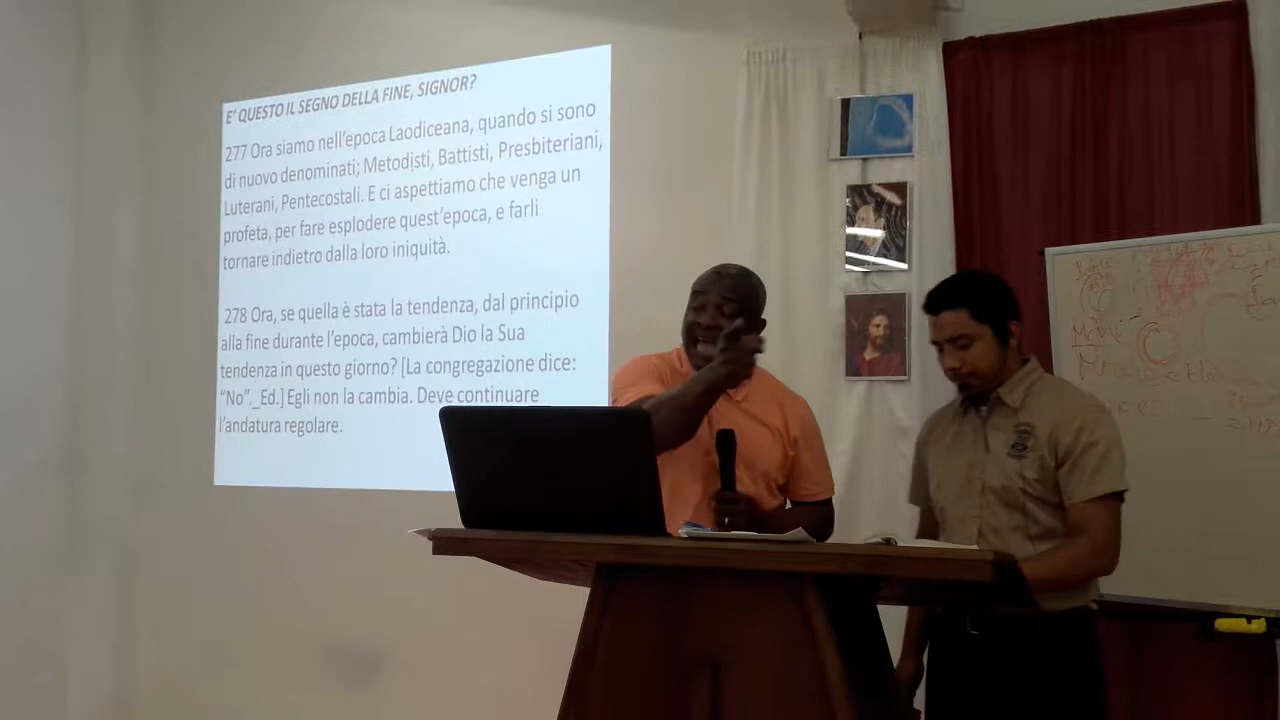 E' QUESTO IL SEGNO DELLA FINE, SIGNOR?
277 Ora siamo nell'epoca Laodiceana, quando si sono
di nuovo denominati; Metodisti, Battisti, Presbiteriani,
Luterani, Pentecostali. E ci aspettiamo che venga un
profeta, per fare esplodere quest'epoca, e farli
tornare indietro dalla loro iniquità.
278 Ora, se quella è stata la tendenza, dal principio
alla fine durante l'epoca, cambierà Dio la Sua
tendenza in questo giorno? [La congregazione dice:
“No”._Ed.] Egli non la cambia. Deve continuare
l'andatura regolare.